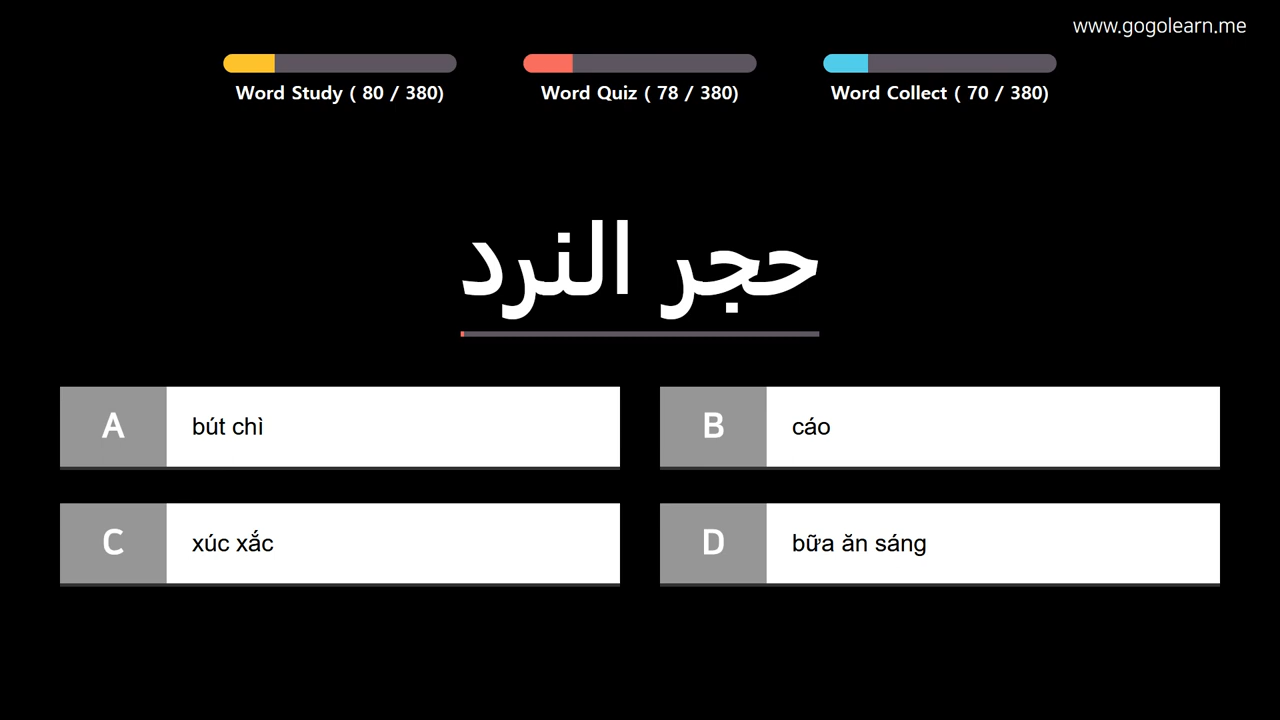 www.gogolearn.me
Word Study ( 80 / 380)
Word Quiz ( 78 / 380)
Word Collect ( 70 / 380)
حجر النرد
A bút chì
B cáo
C xúc xắc
D bữa ăn sáng